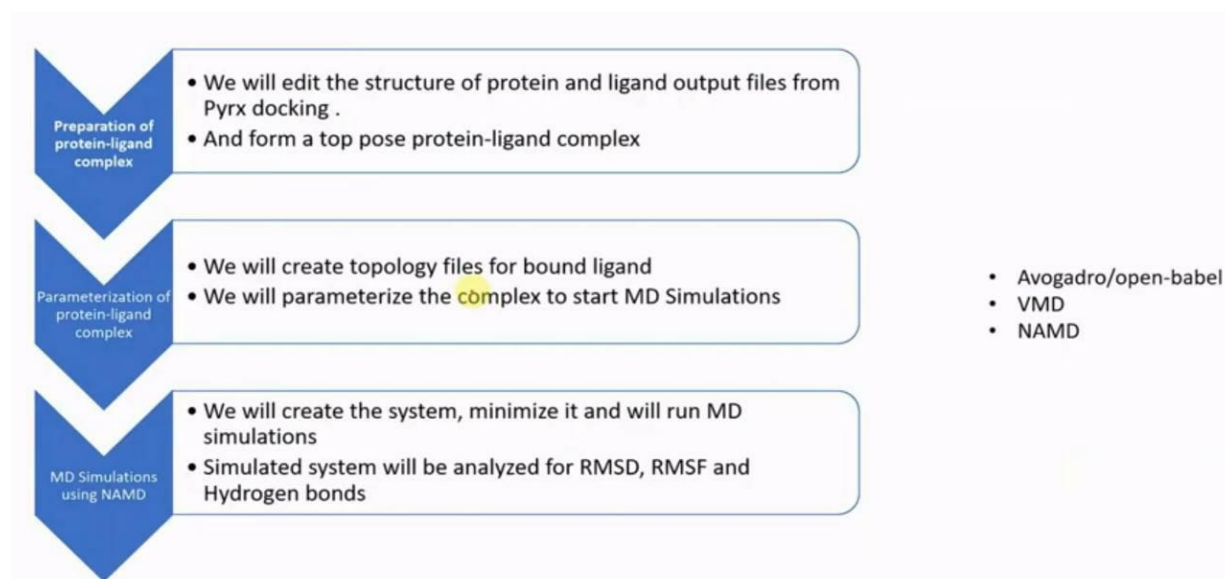 Preparation of
protein-ligand
complex
• We will edit the structure of protein and ligand output files from
Pyrx docking .
• And form a top pose protein-ligand complex
Parameterization of
protein-ligand
complex
• We will create topology files for bound ligand
• We will parameterize the complex to start MD Simulations
MD Simulations
using NAMD
• We will create the system, minimize it and will run MD
simulations
• Simulated system will be analyzed for RMSD, RMSF and
Hydrogen bonds
• Avogadro/open-babel
• VMD
• NAMD